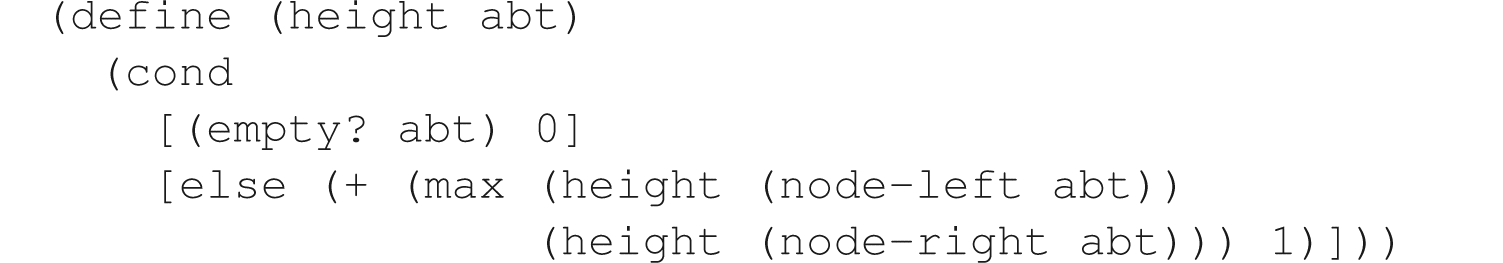 (define (height abt)
  (cond
    [(empty? abt) 0]
    [else (+ (max (height (node-left abt))
                  (height (node-right abt))) 1)]))